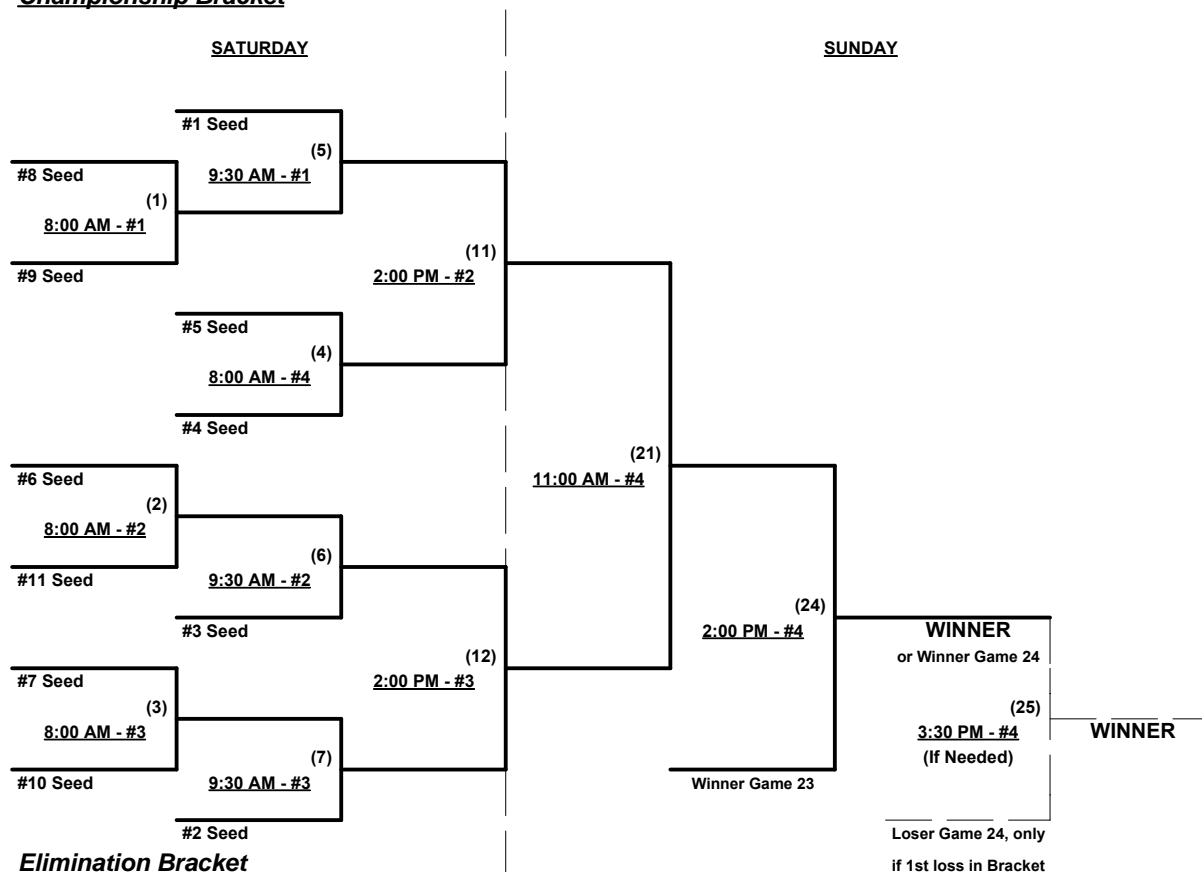 Championship Bracket
SATURDAY
SUNDAY
#1 Seed
(5)
#8 Seed
9:30 AM - #1
(1)
8:00 AM - #1
(11)
#9 Seed
2:00 PM - #2
#5 Seed
(4)
8:00 AM - #4
#4 Seed
(21)
#6 Seed
11:00 AM - #4
(2)
8:00 AM - #2
(6)
#11 Seed
9:30 AM - #2
(24)
#3 Seed
2:00 PM - #4
WINNER
(12)
or Winner Game 24
#7 Seed
2:00 PM - #3
(3)
(25)
8:00 AM - #3
3:30 PM - #4
WINNER
(7)
(If Needed)
#10 Seed
9:30 AM - #3
Winner Game 23
#2 Seed
Loser Game 24, only
Elimination Bracket
if 1st loss in Bracket